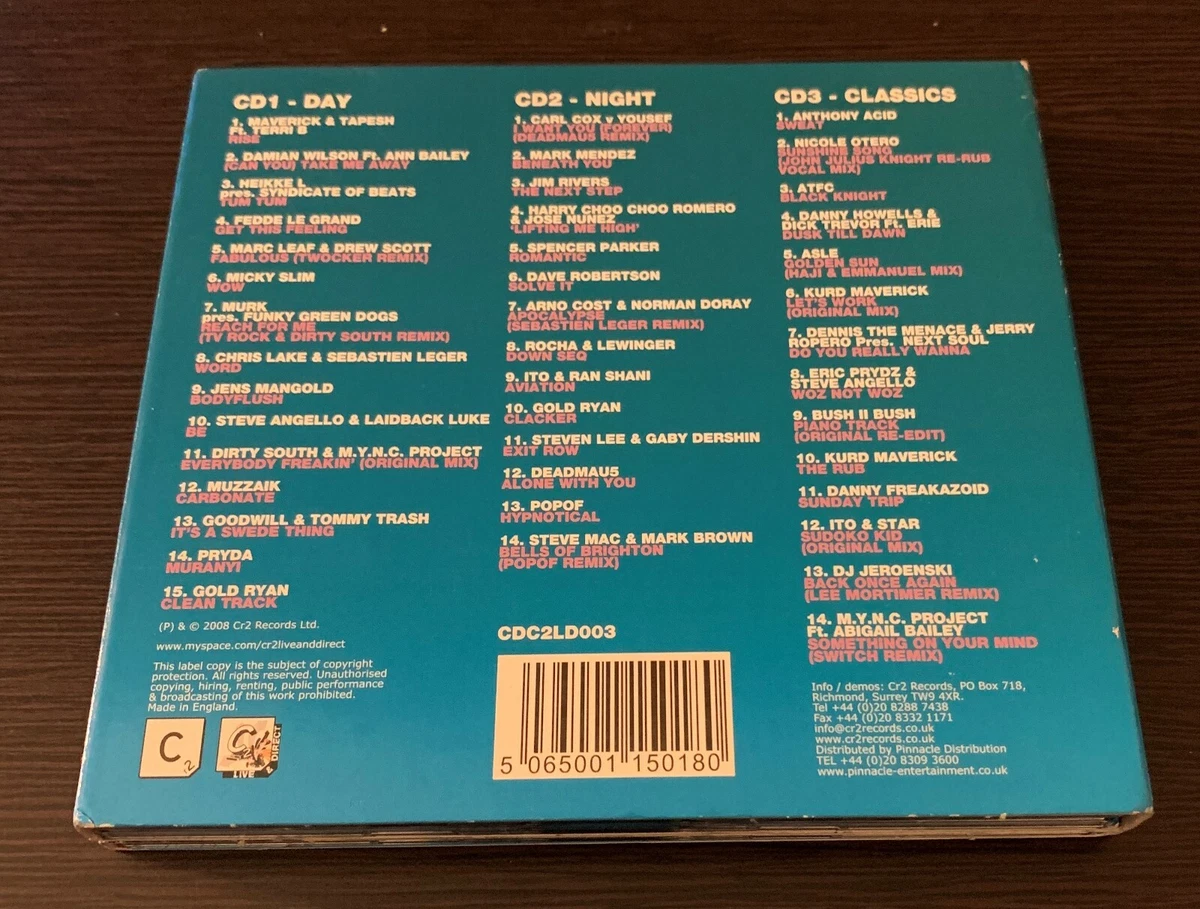 CD1 - DAY
1. MAVERICK & TAPESH
Ft. TERRI B
RISE
2. DAMIAN WILSON Ft. ANN BAILEY
(CAN YOU) TAKE ME AWAY
3. HEIKKE L
pres. SYNDICATE OF BEATS
TUM TUM
4. FEDDE LE GRAND
GET THIS FEELING
5. MARC LEAF & DREW SCOTT
FABULOUS (TWOCKER REMIX)
6. MICKY SLIM
WOW
7. MURK
pres. FUNKY GREEN DOGS
REACH FOR ME
(TV ROCK & DIRTY SOUTH REMIX)
8. CHRIS LAKE & SEBASTIEN LEGER
WORD
9. JENS MANGOLD
BODYFLUSH
10. STEVE ANGELLO & LAIDBACK LUKE
BE
11. DIRTY SOUTH & M.Y.N.C. PROJECT
EVERYBODY FREAKIN' (ORIGINAL MIX)
12. MUZZAIK
CARBONATE
13. GOODWILL & TOMMY TRASH
IT'S A SWEDE THING
14. PRYDA
MURANYI
15. GOLD RYAN
CLEAN TRACK
(P) & © 2008 Cr2 Records Ltd.
www.myspace.com/cr2liveanddirect
This label copy is the subject of copyright
protection. All rights reserved. Unauthorised
copying, hiring, renting, public performance
& broadcasting of this work prohibited.
Made in England.
C
r2
LIVE
DIRECT
CD2 - NIGHT
1. CARL COX v YOUSEF
I WANT YOU (FOREVER)
(DEADMAU5 REMIX)
2. MARK MENDEZ
BENEATH YOU
3. JIM RIVERS
THE NEXT STEP
4. HARRY CHOO CHOO ROMERO
& JOSE NUNEZ
'LIFTING ME HIGH'
5. SPENCER PARKER
ROMANTIC
6. DAVE ROBERTSON
SOLVE IT
7. ARNO COST & NORMAN DORAY
APOCALYPSE
(SEBASTIEN LEGER REMIX)
8. ROCHA & LEWINGER
DOWN SEQ
9. ITO & RAN SHANI
AVIATION
10. GOLD RYAN
CLACKER
11. STEVEN LEE & GABY DERSHIN
EXIT ROW
12. DEADMAU5
ALONE WITH YOU
13. POPOF
HYPNOTICAL
14. STEVE MAC & MARK BROWN
BELLS OF BRIGHTON
(POPOF REMIX)
CDC2LD003
5 065001 150180
CD3 - CLASSICS
1. ANTHONY ACID
SWEAT
2. NICOLE OTERO
SUNSHINE SONG
(JOHN JULIUS KNIGHT RE-RUB
VOCAL MIX)
3. ATFC
BLACK KNIGHT
4. DANNY HOWELLS &
DICK TREVOR Ft. ERIE
DUSK TILL DAWN
5. ASLE
GOLDEN SUN
(HAJI & EMMANUEL MIX)
6. KURD MAVERICK
LET'S WORK
(ORIGINAL MIX)
7. DENNIS THE MENACE & JERRY
ROPERO Pres. NEXT SOUL
DO YOU REALLY WANNA
8. ERIC PRYDZ &
STEVE ANGELLO
WOZ NOT WOZ
9. BUSH II BUSH
PIANO TRACK
(ORIGINAL RE-EDIT)
10. KURD MAVERICK
THE RUB
11. DANNY FREAKAZOID
SUNDAY TRIP
12. ITO & STAR
SUDOKO KID
(ORIGINAL MIX)
13. DJ JEROENSKI
BACK ONCE AGAIN
(LEE MORTIMER REMIX)
14. M.Y.N.C. PROJECT
Ft. ABIGAIL BAILEY
SOMETHING ON YOUR MIND
(SWITCH REMIX)
Info / demos: Cr2 Records, PO Box 718,
Richmond, Surrey TW9 4XR.
Tel +44 (0)20 8288 7438
Fax +44 (0)20 8332 1171
info@cr2records.co.uk
www.cr2records.co.uk
Distributed by Pinnacle Distribution
TEL +44 (0)20 8309 3600
www.pinnacle-entertainment.co.uk